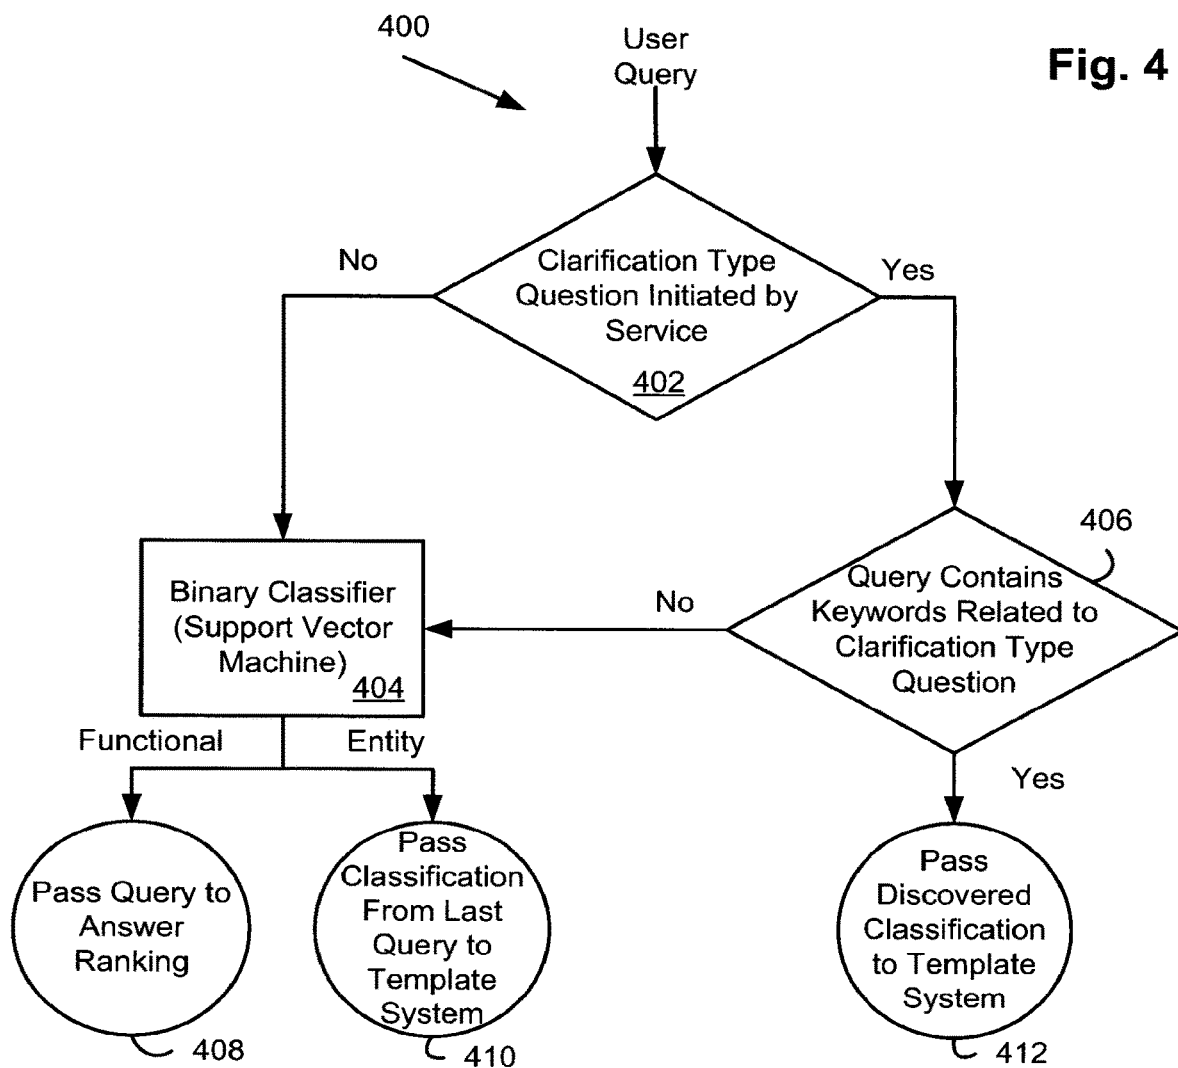 400
User
Query
Fig. 4
No
Clarification Type
Question Initiated by
Service
402
Yes
406
Query Contains
Keywords Related to
Clarification Type
Question
No
Binary Classifier
(Support Vector
Machine)
404
Functional
Entity
Yes
Pass Query to
Answer
Ranking
408
Pass
Classification
From Last
Query to
Template
System
410
Pass
Discovered
Classification
to Template
System
412